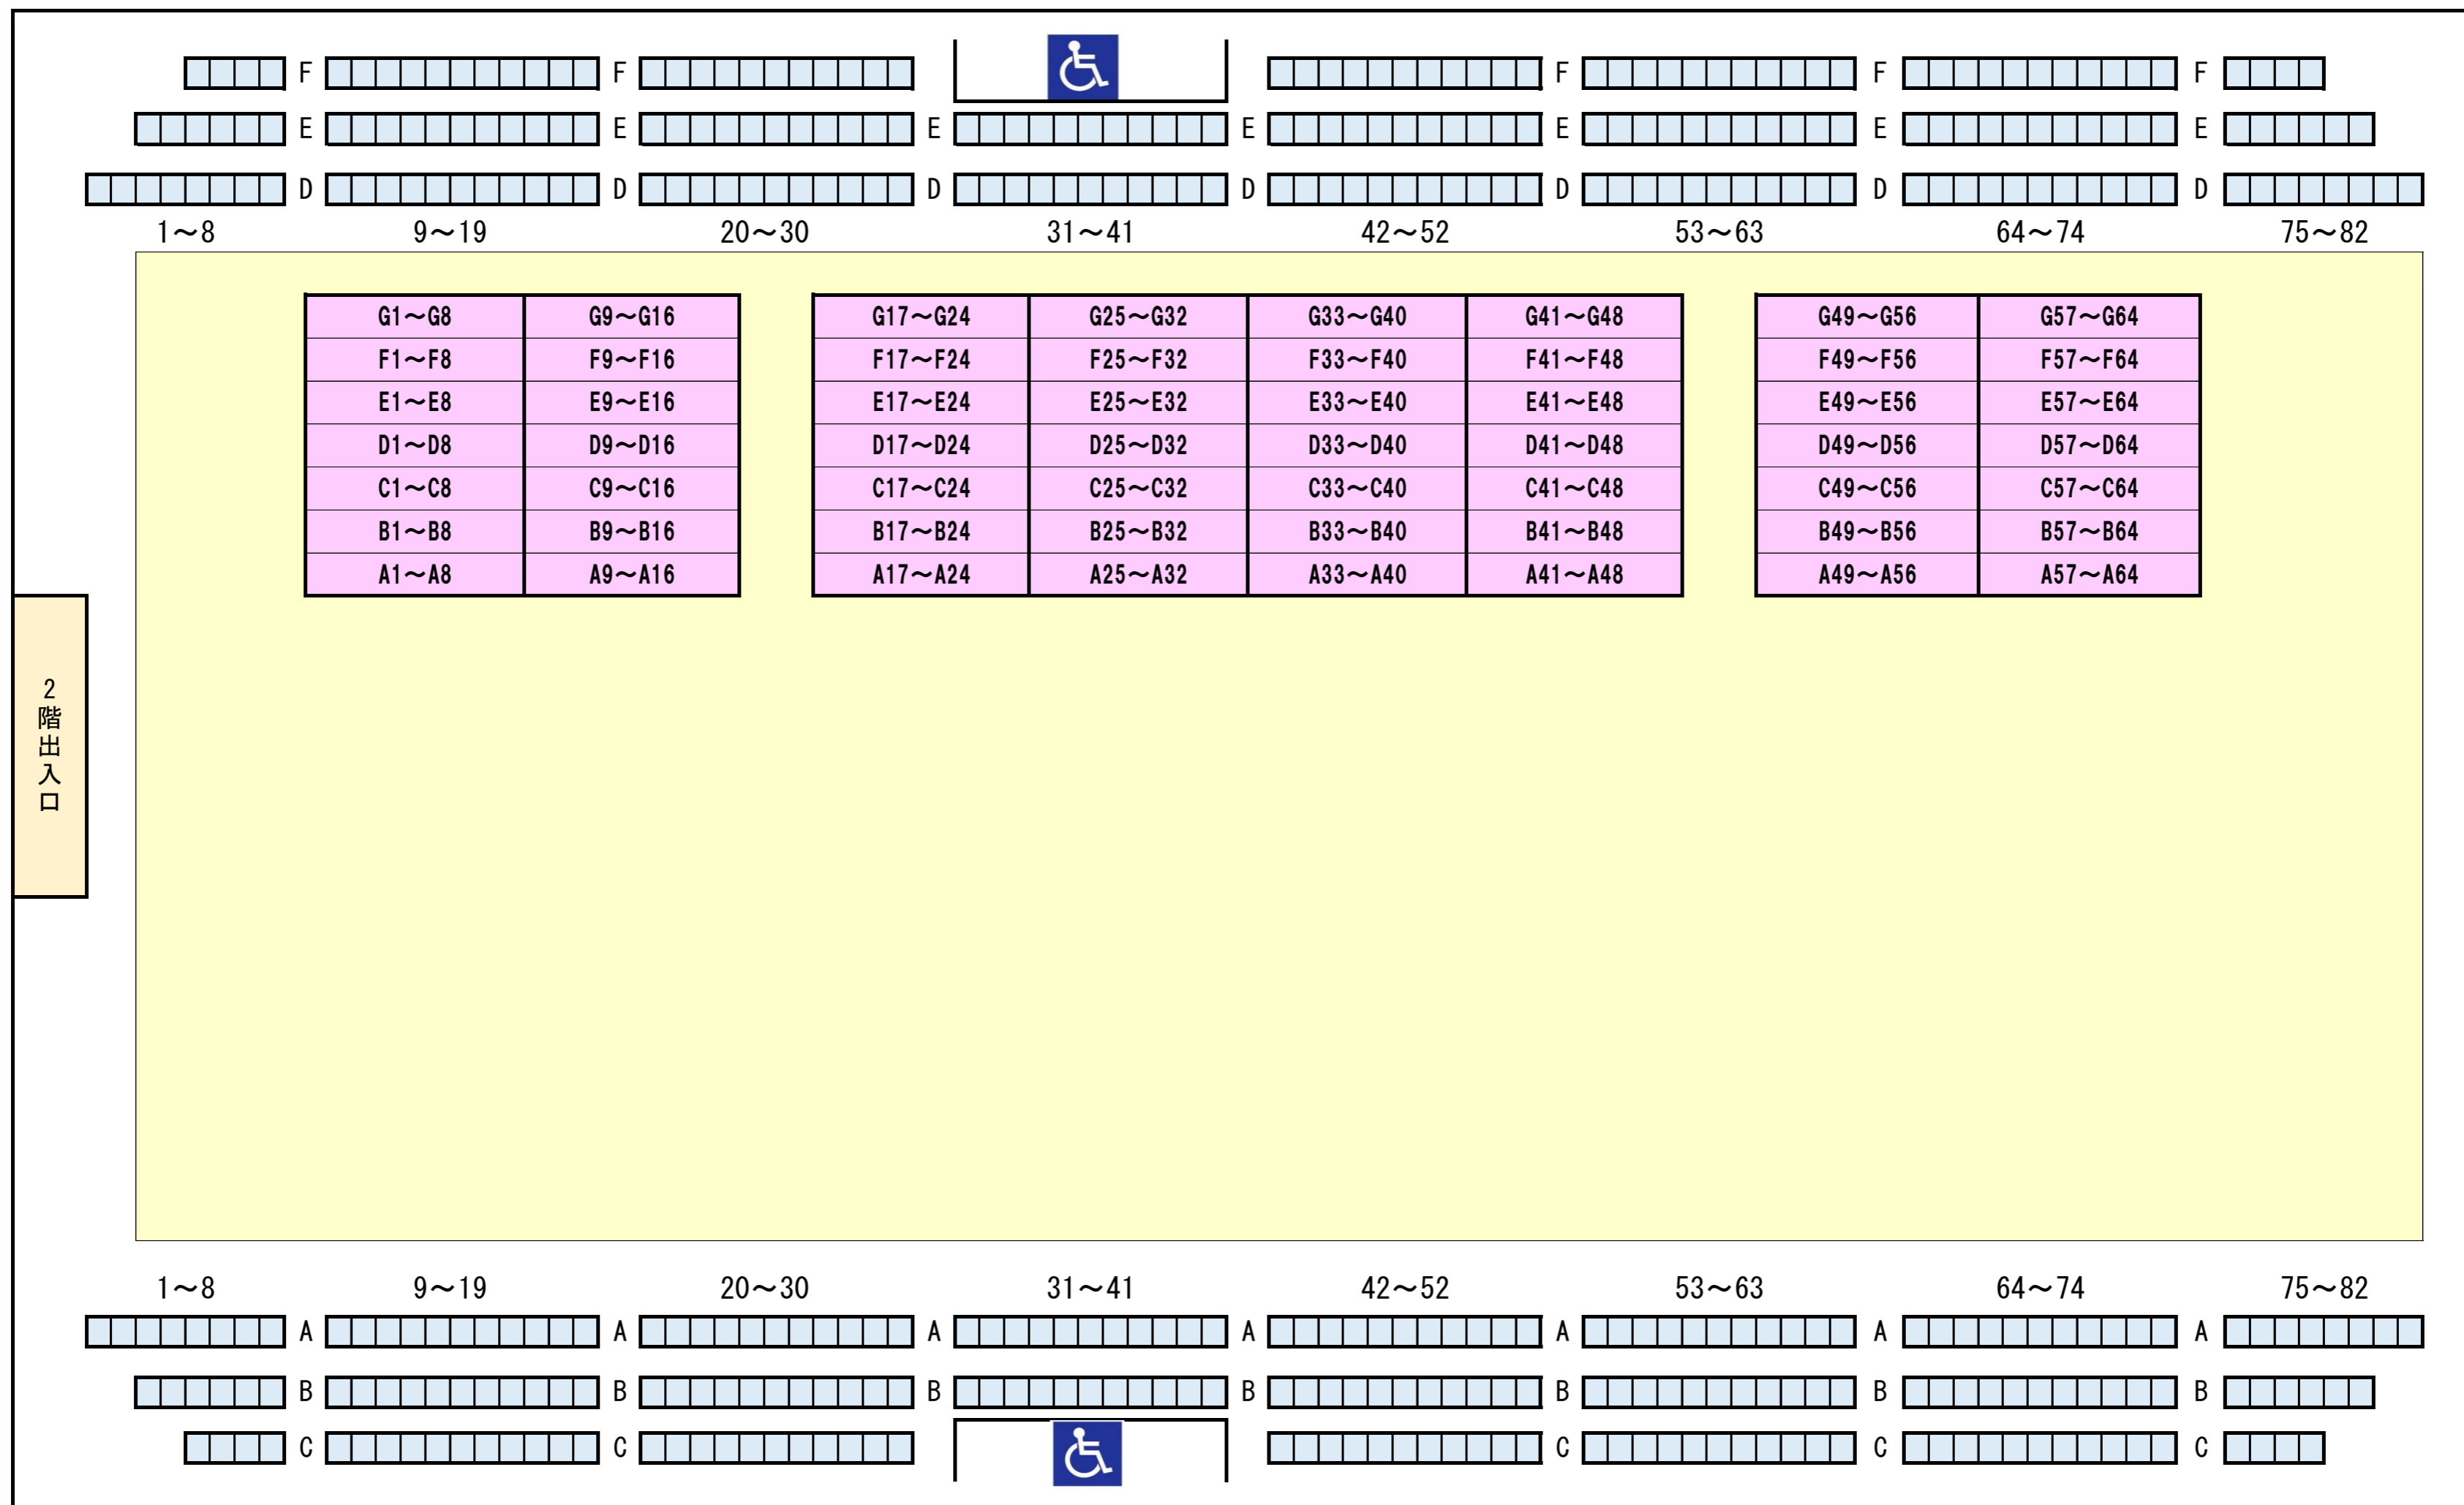 F F F F F F
E E E E E E E
D D D D D D D
1～8 9～19 20～30 31～41 42～52 53～63 64～74 75～82
G1～G8 G9～G16 G17～G24 G25～G32 G33～G40 G41～G48 G49～G56 G57～G64
F1～F8 F9～F16 F17～F24 F25～F32 F33～F40 F41～F48 F49～F56 F57～F64
E1～E8 E9～E16 E17～E24 E25～E32 E33～E40 E41～E48 E49～E56 E57～E64
D1～D8 D9～D16 D17～D24 D25～D32 D33～D40 D41～D48 D49～D56 D57～D64
C1～C8 C9～C16 C17～C24 C25～C32 C33～C40 C41～C48 C49～C56 C57～C64
B1～B8 B9～B16 B17～B24 B25～B32 B33～B40 B41～B48 B49～B56 B57～B64
A1～A8 A9～A16 A17～A24 A25～A32 A33～A40 A41～A48 A49～A56 A57～A64
2階出入口
1～8 9～19 20～30 31～41 42～52 53～63 64～74 75～82
A A A A A A A
B B B B B B B
C C C C C